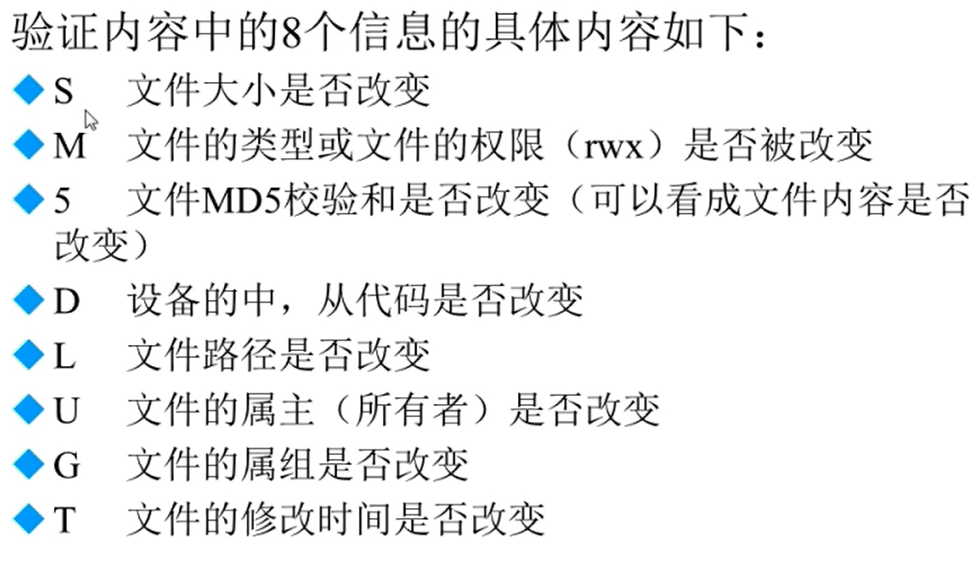 验证内容中的8个信息的具体内容如下：
S 文件大小是否改变
M 文件的类型或文件的权限（rwx）是否被改变
5 文件MD5校验和是否改变（可以看成文件内容是否
改变）
D 设备的中，从代码是否改变
L 文件路径是否改变
U 文件的属主（所有者）是否改变
G 文件的属组是否改变
T 文件的修改时间是否改变